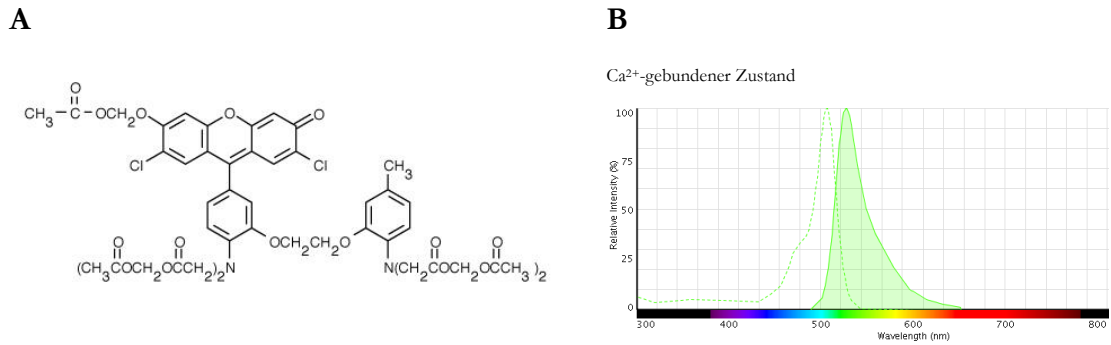 A
B
Ca²⁺-gebundener Zustand
O
CH₃ – C – OCH₂O
O
O
Cl
Cl
CH₃
OCH₂CH₂O
O
O
(CH₃COCH₂OCCH₂)₂N
O
O
N(CH₂COCH₂OCCH₃)₂
Relative Intensity (%)
100
75
50
25
0
300 400 500 600 700 800
Wavelength (nm)